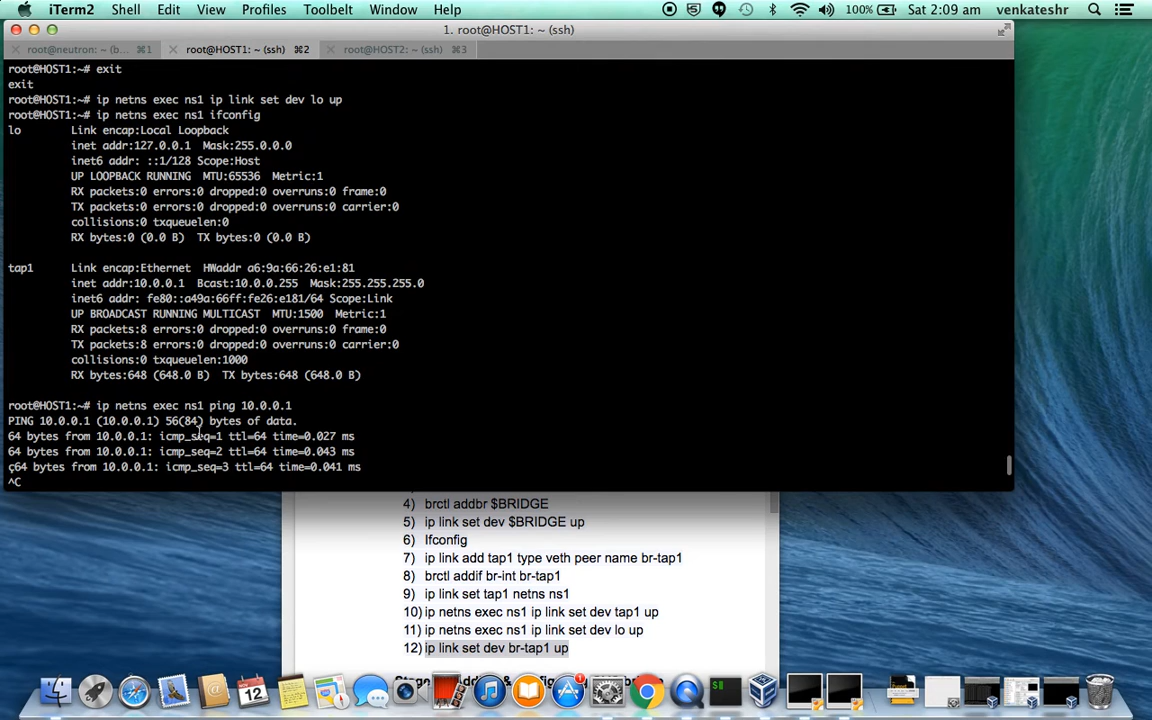 iTerm2 Shell Edit View Profiles Toolbelt Window Help 100% Sat 2:09 am venkateshr
1. root@HOST1: ~ (ssh)
root@neutron: ~ (b... ⌘1 root@HOST1: ~ (ssh) ⌘2 root@HOST2: ~ (ssh) ⌘3
root@HOST1:~# exit
exit
root@HOST1:~# ip netns exec ns1 ip link set dev lo up
root@HOST1:~# ip netns exec ns1 ifconfig
lo Link encap:Local Loopback
inet addr:127.0.0.1 Mask:255.0.0.0
inet6 addr: ::1/128 Scope:Host
UP LOOPBACK RUNNING MTU:65536 Metric:1
RX packets:0 errors:0 dropped:0 overruns:0 frame:0
TX packets:0 errors:0 dropped:0 overruns:0 carrier:0
collisions:0 txqueuelen:0
RX bytes:0 (0.0 B) TX bytes:0 (0.0 B)
tap1 Link encap:Ethernet HWaddr a6:9a:66:26:e1:81
inet addr:10.0.0.1 Bcast:10.0.0.255 Mask:255.255.255.0
inet6 addr: fe80::a49a:66ff:fe26:e181/64 Scope:Link
UP BROADCAST RUNNING MULTICAST MTU:1500 Metric:1
RX packets:8 errors:0 dropped:0 overruns:0 frame:0
TX packets:8 errors:0 dropped:0 overruns:0 carrier:0
collisions:0 txqueuelen:1000
RX bytes:648 (648.0 B) TX bytes:648 (648.0 B)
root@HOST1:~# ip netns exec ns1 ping 10.0.0.1
PING 10.0.0.1 (10.0.0.1) 56(84) bytes of data.
64 bytes from 10.0.0.1: icmp_seq=1 ttl=64 time=0.027 ms
64 bytes from 10.0.0.1: icmp_seq=2 ttl=64 time=0.043 ms
ç64 bytes from 10.0.0.1: icmp_seq=3 ttl=64 time=0.041 ms
^C
4) brctl addbr $BRIDGE
5) ip link set dev $BRIDGE up
6) Ifconfig
7) ip link add tap1 type veth peer name br-tap1
8) brctl addif br-int br-tap1
9) ip link set tap1 netns ns1
10) ip netns exec ns1 ip link set dev tap1 up
11) ip netns exec ns1 ip link set dev lo up
12) ip link set dev br-tap1 up